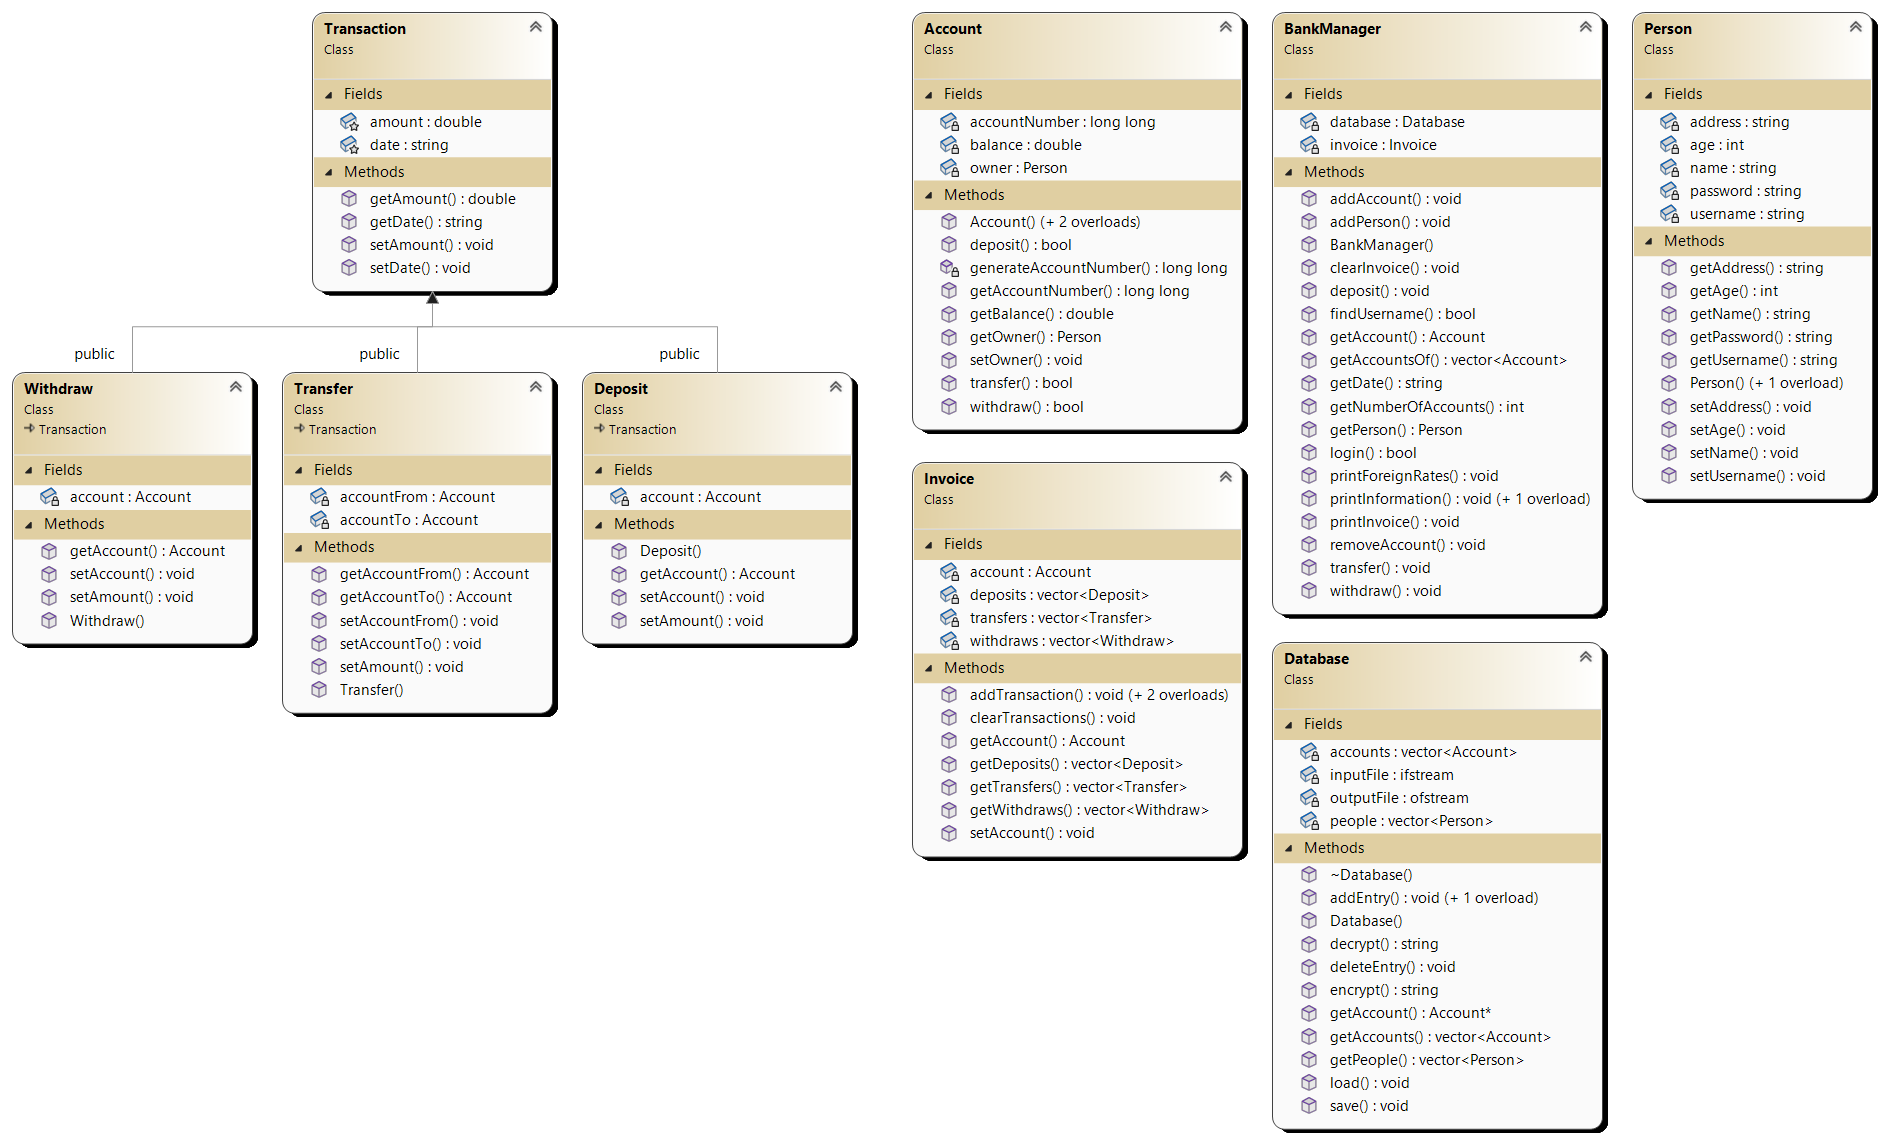 Transaction
Class
Fields
amount : double
date : string
Methods
getAmount() : double
getDate() : string
setAmount() : void
setDate() : void
public
public
public
Withdraw
Class
Transaction
Fields
account : Account
Methods
getAccount() : Account
setAccount() : void
setAmount() : void
Withdraw()
Transfer
Class
Transaction
Fields
accountFrom : Account
accountTo : Account
Methods
getAccountFrom() : Account
getAccountTo() : Account
setAccountFrom() : void
setAccountTo() : void
setAmount() : void
Transfer()
Deposit
Class
Transaction
Fields
account : Account
Methods
Deposit()
getAccount() : Account
setAccount() : void
setAmount() : void
Account
Class
Fields
accountNumber : long long
balance : double
owner : Person
Methods
Account() (+ 2 overloads)
deposit() : bool
generateAccountNumber() : long long
getAccountNumber() : long long
getBalance() : double
getOwner() : Person
setOwner() : void
transfer() : bool
withdraw() : bool
Invoice
Class
Fields
account : Account
deposits : vector<Deposit>
transfers : vector<Transfer>
withdraws : vector<Withdraw>
Methods
addTransaction() : void (+ 2 overloads)
clearTransactions() : void
getAccount() : Account
getDeposits() : vector<Deposit>
getTransfers() : vector<Transfer>
getWithdraws() : vector<Withdraw>
setAccount() : void
BankManager
Class
Fields
database : Database
invoice : Invoice
Methods
addAccount() : void
addPerson() : void
BankManager()
clearInvoice() : void
deposit() : void
findUsername() : bool
getAccount() : Account
getAccountsOf() : vector<Account>
getDate() : string
getNumberOfAccounts() : int
getPerson() : Person
login() : bool
printForeignRates() : void
printInformation() : void (+ 1 overload)
printInvoice() : void
removeAccount() : void
transfer() : void
withdraw() : void
Database
Class
Fields
accounts : vector<Account>
inputFile : ifstream
outputFile : ofstream
people : vector<Person>
Methods
~Database()
addEntry() : void (+ 1 overload)
Database()
decrypt() : string
deleteEntry() : void
encrypt() : string
getAccount() : Account*
getAccounts() : vector<Account>
getPeople() : vector<Person>
load() : void
save() : void
Person
Class
Fields
address : string
age : int
name : string
password : string
username : string
Methods
getAddress() : string
getAge() : int
getName() : string
getPassword() : string
getUsername() : string
Person() (+ 1 overload)
setAddress() : void
setAge() : void
setName() : void
setUsername() : void